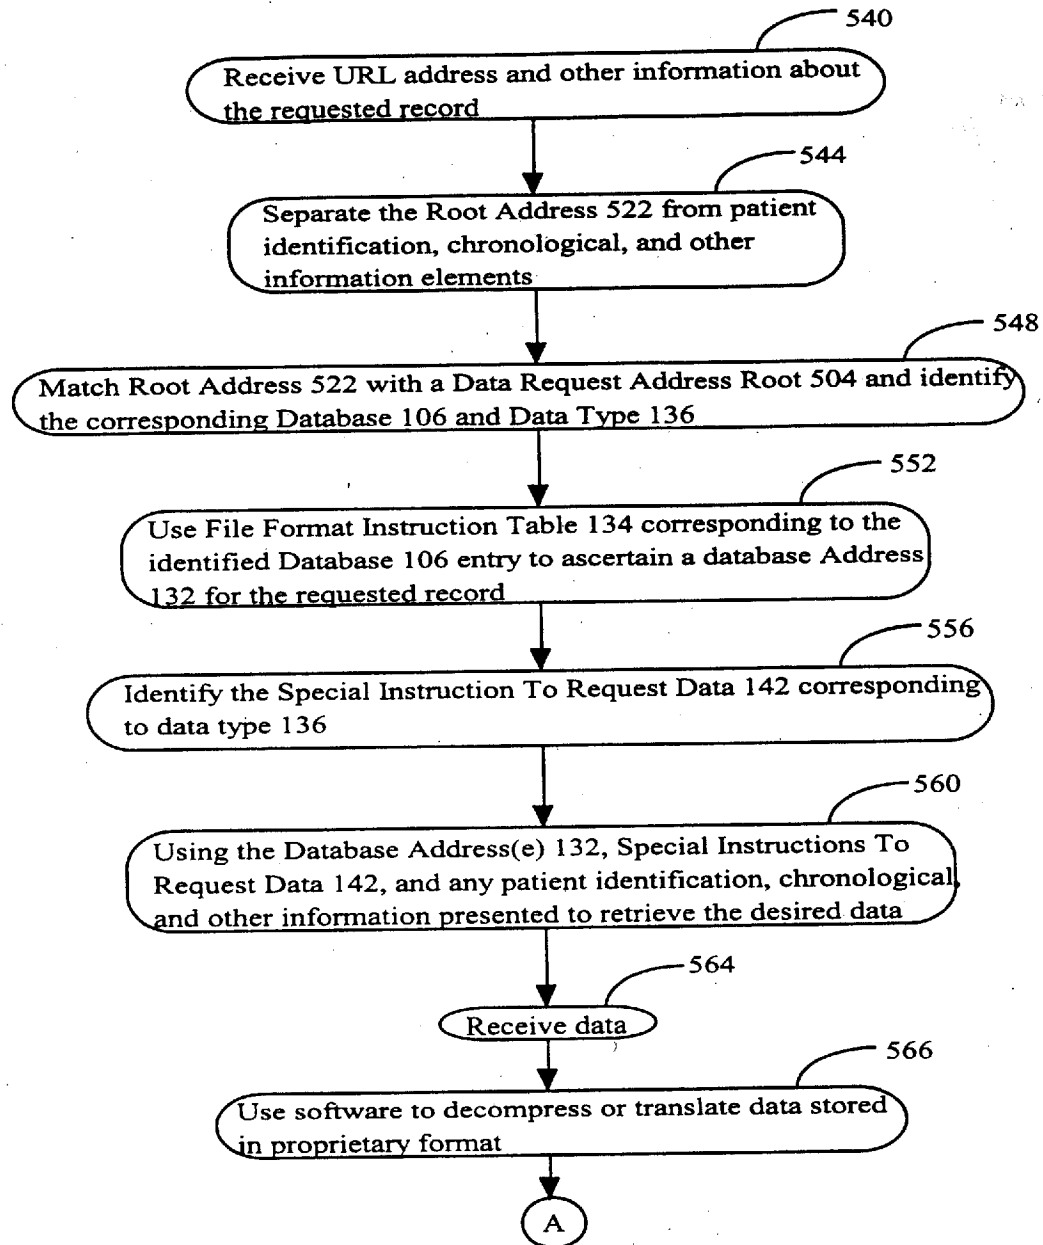 540
Receive URL address and other information about
the requested record
544
Separate the Root Address 522 from patient
identification, chronological, and other
information elements
548
Match Root Address 522 with a Data Request Address Root 504 and identify
the corresponding Database 106 and Data Type 136
552
Use File Format Instruction Table 134 corresponding to the
identified Database 106 entry to ascertain a database Address
132 for the requested record
556
Identify the Special Instruction To Request Data 142 corresponding
to data type 136
560
Using the Database Address(e) 132, Special Instructions To
Request Data 142, and any patient identification, chronological,
and other information presented to retrieve the desired data
564
Receive data
566
Use software to decompress or translate data stored
in proprietary format
A